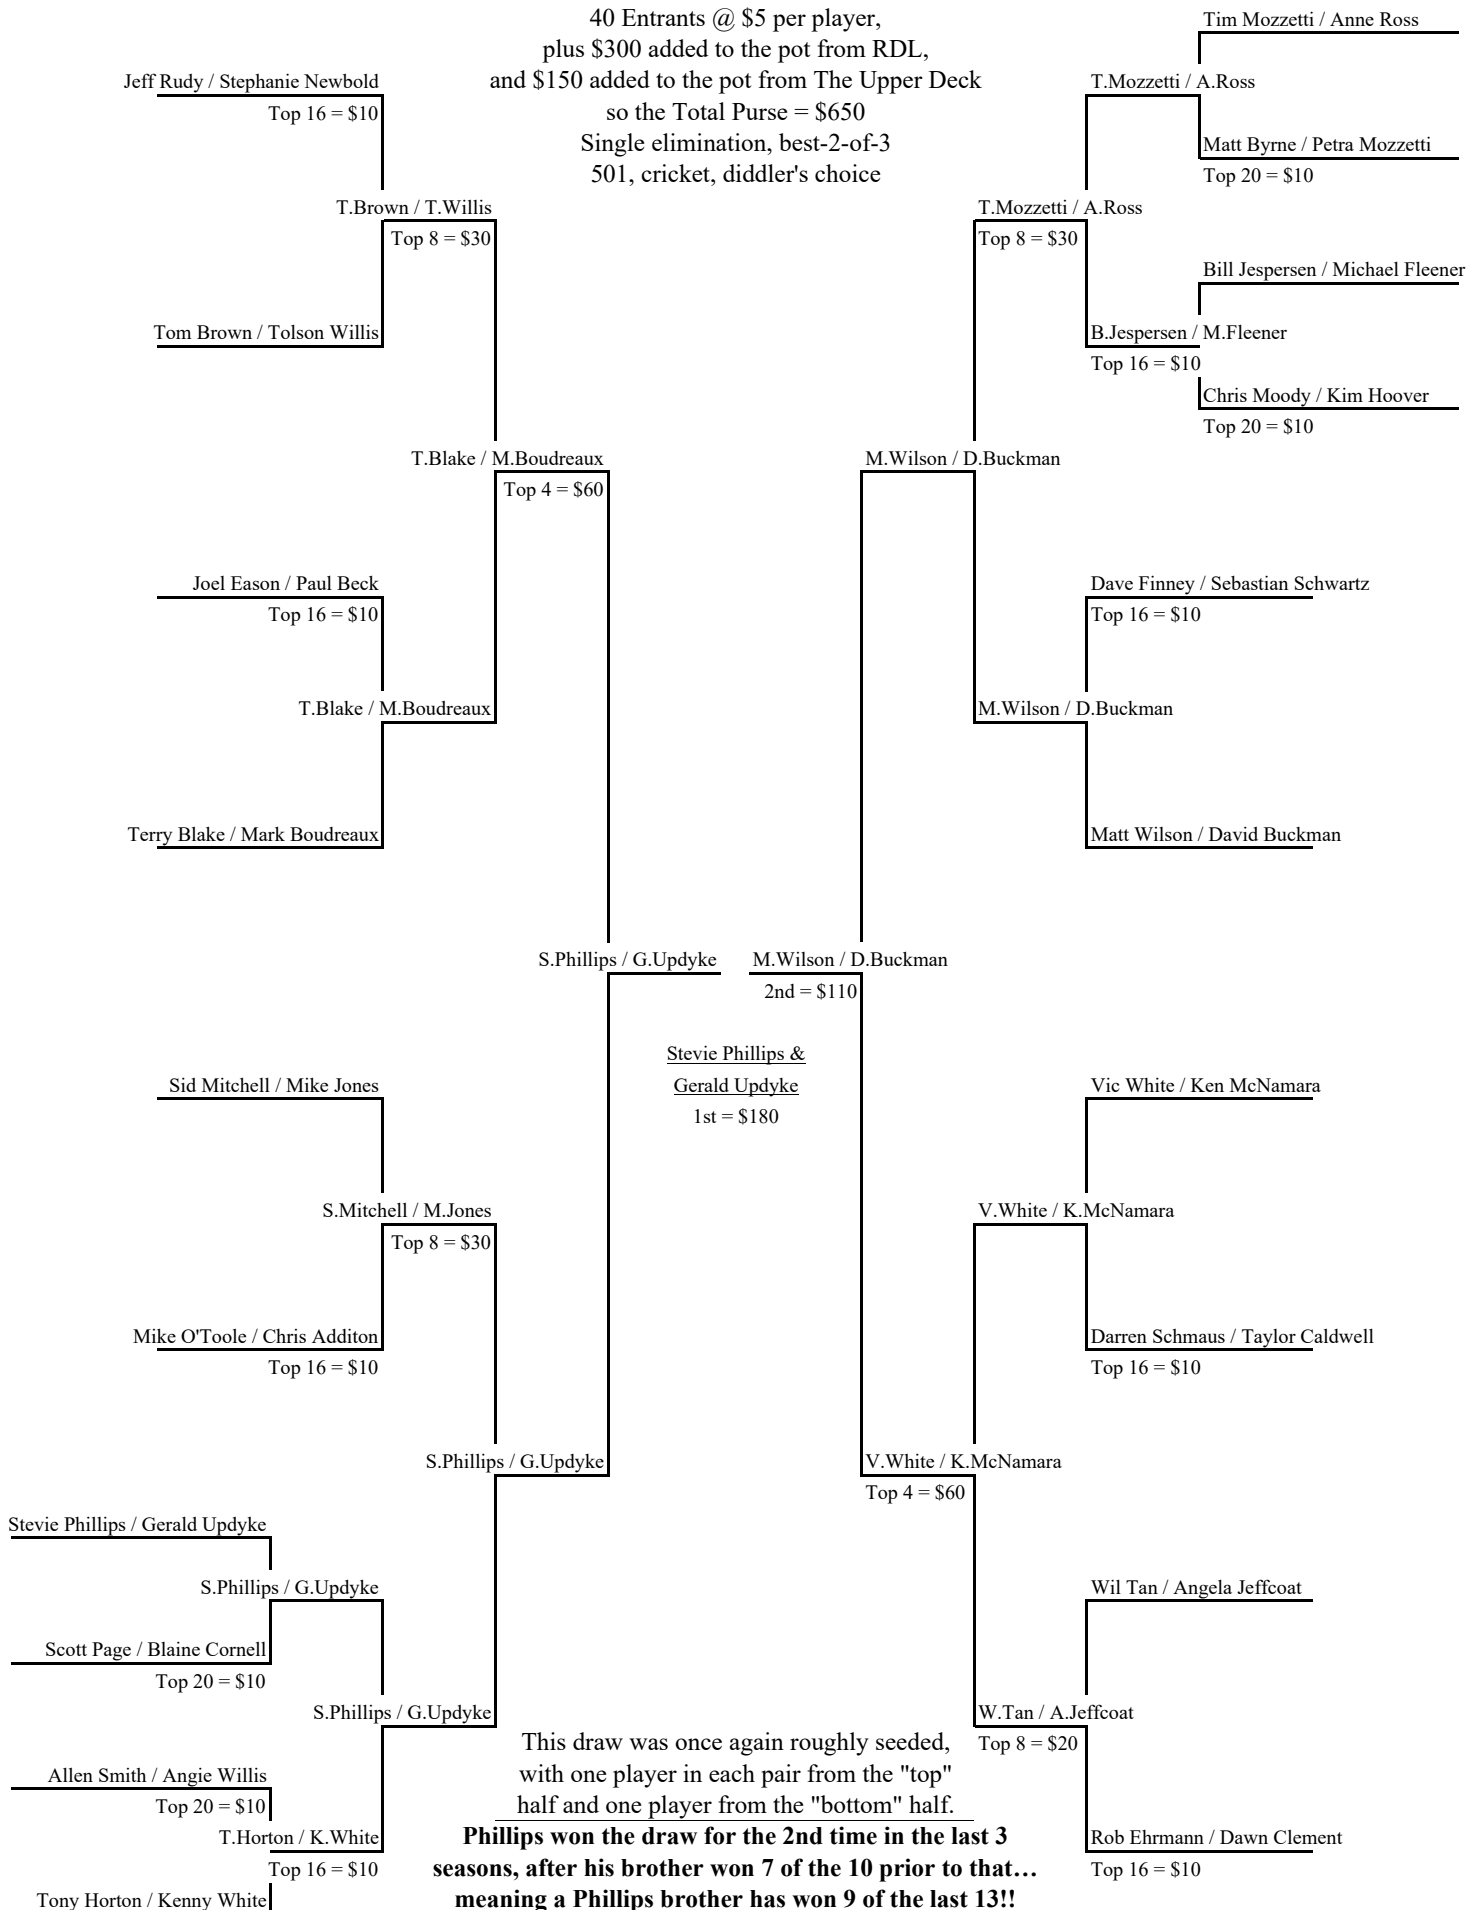 40 Entrants @ $5 per player,
plus $300 added to the pot from RDL,
and $150 added to the pot from The Upper Deck
so the Total Purse = $650
Single elimination, best-2-of-3
501, cricket, diddler's choice
Jeff Rudy / Stephanie Newbold
Top 16 = $10
T.Brown / T.Willis
Top 8 = $30
Tom Brown / Tolson Willis
T.Blake / M.Boudreaux
Top 4 = $60
Joel Eason / Paul Beck
Top 16 = $10
T.Blake / M.Boudreaux
Terry Blake / Mark Boudreaux
S.Phillips / G.Updyke
Sid Mitchell / Mike Jones
S.Mitchell / M.Jones
Top 8 = $30
Mike O'Toole / Chris Additon
Top 16 = $10
S.Phillips / G.Updyke
Stevie Phillips / Gerald Updyke
S.Phillips / G.Updyke
Scott Page / Blaine Cornell
Top 20 = $10
S.Phillips / G.Updyke
Allen Smith / Angie Willis
Top 20 = $10
T.Horton / K.White
Top 16 = $10
Tony Horton / Kenny White
Stevie Phillips &
Gerald Updyke
1st = $180
Tim Mozzetti / Anne Ross
T.Mozzetti / A.Ross
Matt Byrne / Petra Mozzetti
Top 20 = $10
T.Mozzetti / A.Ross
Top 8 = $30
Bill Jespersen / Michael Fleener
B.Jespersen / M.Fleener
Top 16 = $10
Chris Moody / Kim Hoover
Top 20 = $10
M.Wilson / D.Buckman
Dave Finney / Sebastian Schwartz
Top 16 = $10
M.Wilson / D.Buckman
Matt Wilson / David Buckman
M.Wilson / D.Buckman
2nd = $110
Vic White / Ken McNamara
V.White / K.McNamara
Darren Schmaus / Taylor Caldwell
Top 16 = $10
V.White / K.McNamara
Top 4 = $60
Wil Tan / Angela Jeffcoat
W.Tan / A.Jeffcoat
Top 8 = $20
Rob Ehrmann / Dawn Clement
Top 16 = $10
This draw was once again roughly seeded,
with one player in each pair from the "top"
half and one player from the "bottom" half.
Phillips won the draw for the 2nd time in the last 3
seasons, after his brother won 7 of the 10 prior to that…
meaning a Phillips brother has won 9 of the last 13!!